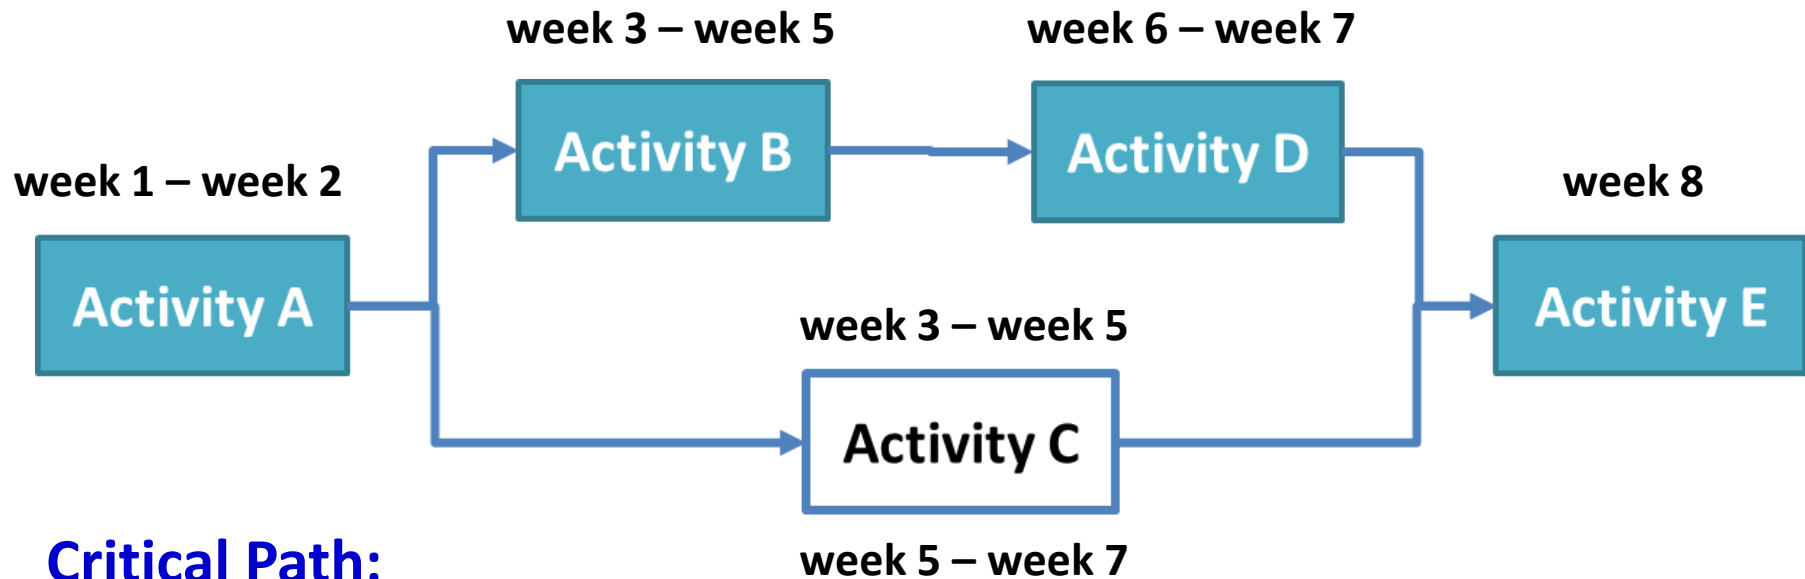 week 3 – week 5
week 6 – week 7
Activity B
Activity D
week 1 – week 2
week 8
Activity A
Activity E
week 3 – week 5
Activity C
Critical Path:
week 5 – week 7